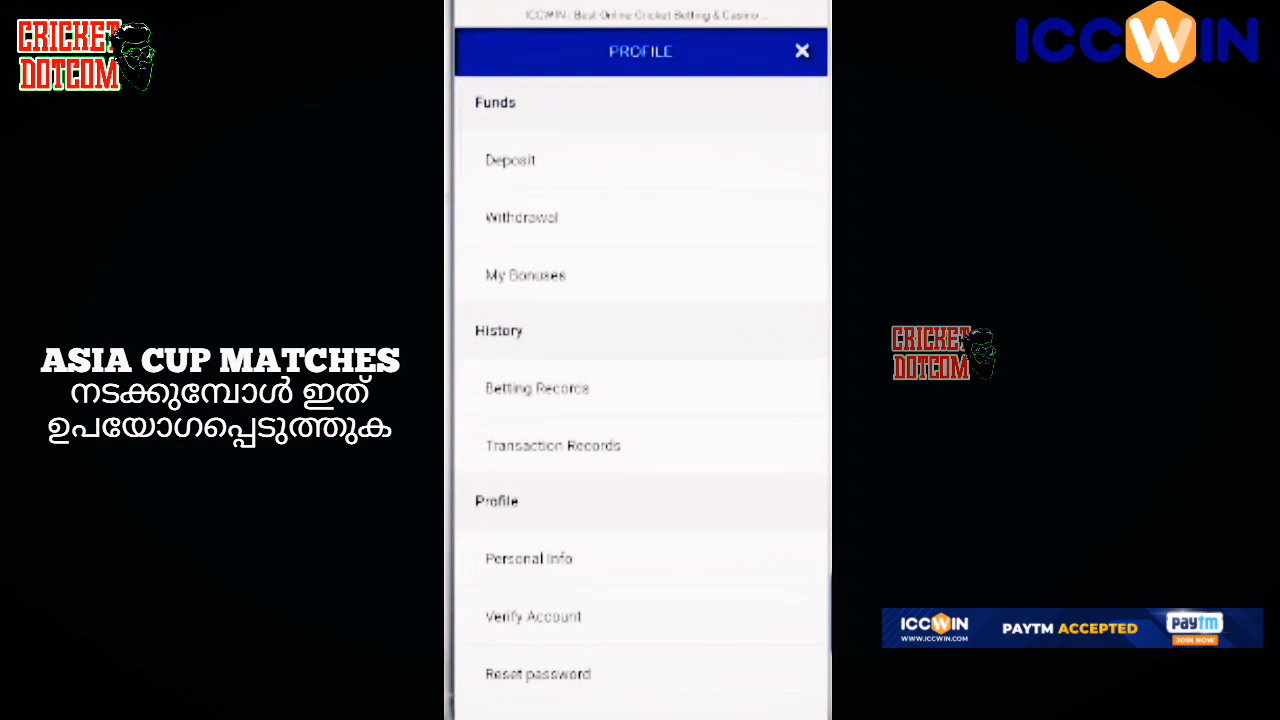 CRICKET
DOTCOM
ICCWIN
ICCWIN | Best Online Cricket Betting & Casino ...
PROFILE
Funds
Deposit
Withdrawal
My Bonuses
History
Betting Records
Transaction Records
Profile
Personal Info
Verify Account
Reset password
ASIA CUP MATCHES
നടക്കുമ്പോൾ ഇത്
ഉപയോഗപ്പെടുത്തുക
CRICKET
DOTCOM
ICCWIN
WWW.ICCWIN.COM
PAYTM ACCEPTED
paytm
JOIN NOW